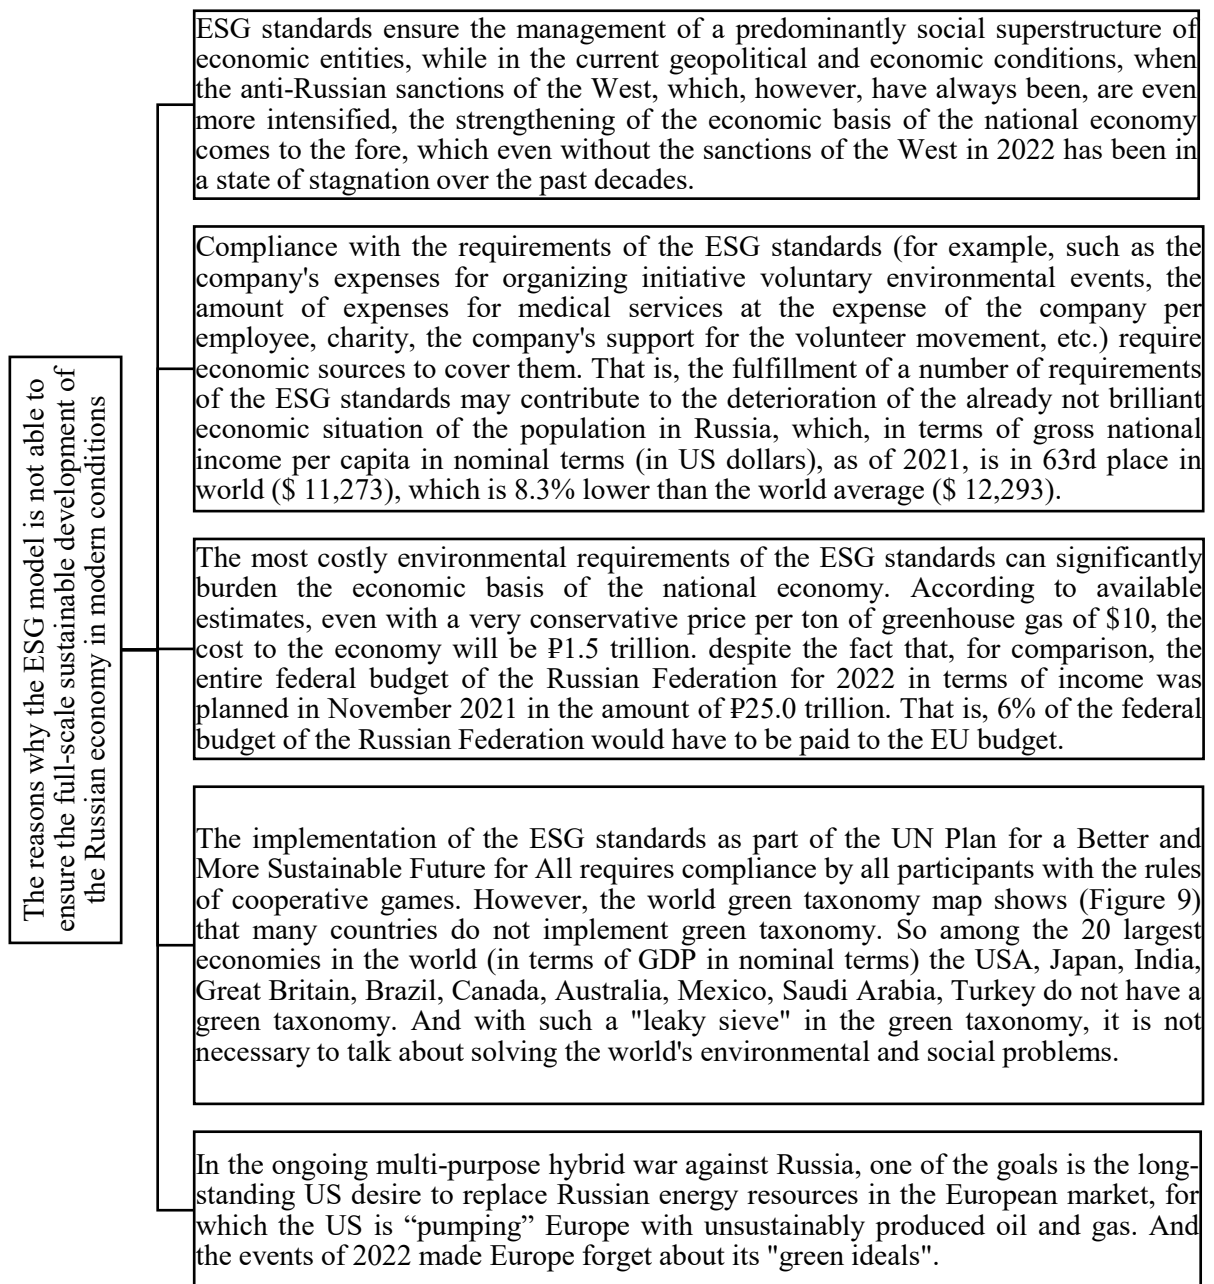 The reasons why the ESG model is not able to
ensure the full-scale sustainable development of
the Russian economy in modern conditions
ESG standards ensure the management of a predominantly social superstructure of
economic entities, while in the current geopolitical and economic conditions, when
the anti-Russian sanctions of the West, which, however, have always been, are even
more intensified, the strengthening of the economic basis of the national economy
comes to the fore, which even without the sanctions of the West in 2022 has been in
a state of stagnation over the past decades.
Compliance with the requirements of the ESG standards (for example, such as the
company's expenses for organizing initiative voluntary environmental events, the
amount of expenses for medical services at the expense of the company per
employee, charity, the company's support for the volunteer movement, etc.) require
economic sources to cover them. That is, the fulfillment of a number of requirements
of the ESG standards may contribute to the deterioration of the already not brilliant
economic situation of the population in Russia, which, in terms of gross national
income per capita in nominal terms (in US dollars), as of 2021, is in 63rd place in
world ($ 11,273), which is 8.3% lower than the world average ($ 12,293).
The most costly environmental requirements of the ESG standards can significantly
burden the economic basis of the national economy. According to available
estimates, even with a very conservative price per ton of greenhouse gas of $10, the
cost to the economy will be ₽1.5 trillion. despite the fact that, for comparison, the
entire federal budget of the Russian Federation for 2022 in terms of income was
planned in November 2021 in the amount of ₽25.0 trillion. That is, 6% of the federal
budget of the Russian Federation would have to be paid to the EU budget.
The implementation of the ESG standards as part of the UN Plan for a Better and
More Sustainable Future for All requires compliance by all participants with the rules
of cooperative games. However, the world green taxonomy map shows (Figure 9)
that many countries do not implement green taxonomy. So among the 20 largest
economies in the world (in terms of GDP in nominal terms) the USA, Japan, India,
Great Britain, Brazil, Canada, Australia, Mexico, Saudi Arabia, Turkey do not have a
green taxonomy. And with such a "leaky sieve" in the green taxonomy, it is not
necessary to talk about solving the world's environmental and social problems.
In the ongoing multi-purpose hybrid war against Russia, one of the goals is the long-
standing US desire to replace Russian energy resources in the European market, for
which the US is “pumping” Europe with unsustainably produced oil and gas. And
the events of 2022 made Europe forget about its "green ideals".